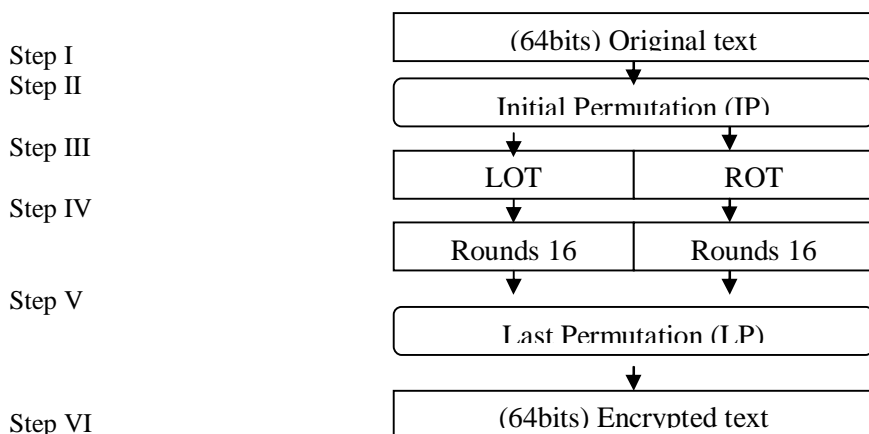 (64bits) Original text
Step I
Step II
Initial Permutation (IP)
Step III
LOT ROT
Step IV
Rounds 16 Rounds 16
Step V
Last Permutation (LP)
(64bits) Encrypted text
Step VI